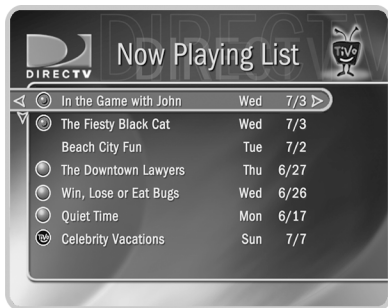 DIRECTV
Now Playing List
TiVo
DIRECTV
In the Game with John Wed 7/3
The Fiesty Black Cat Wed 7/3
Beach City Fun Tue 7/2
The Downtown Lawyers Thu 6/27
Win, Lose or Eat Bugs Wed 6/26
Quiet Time Mon 6/17
TiVo Celebrity Vacations Sun 7/7